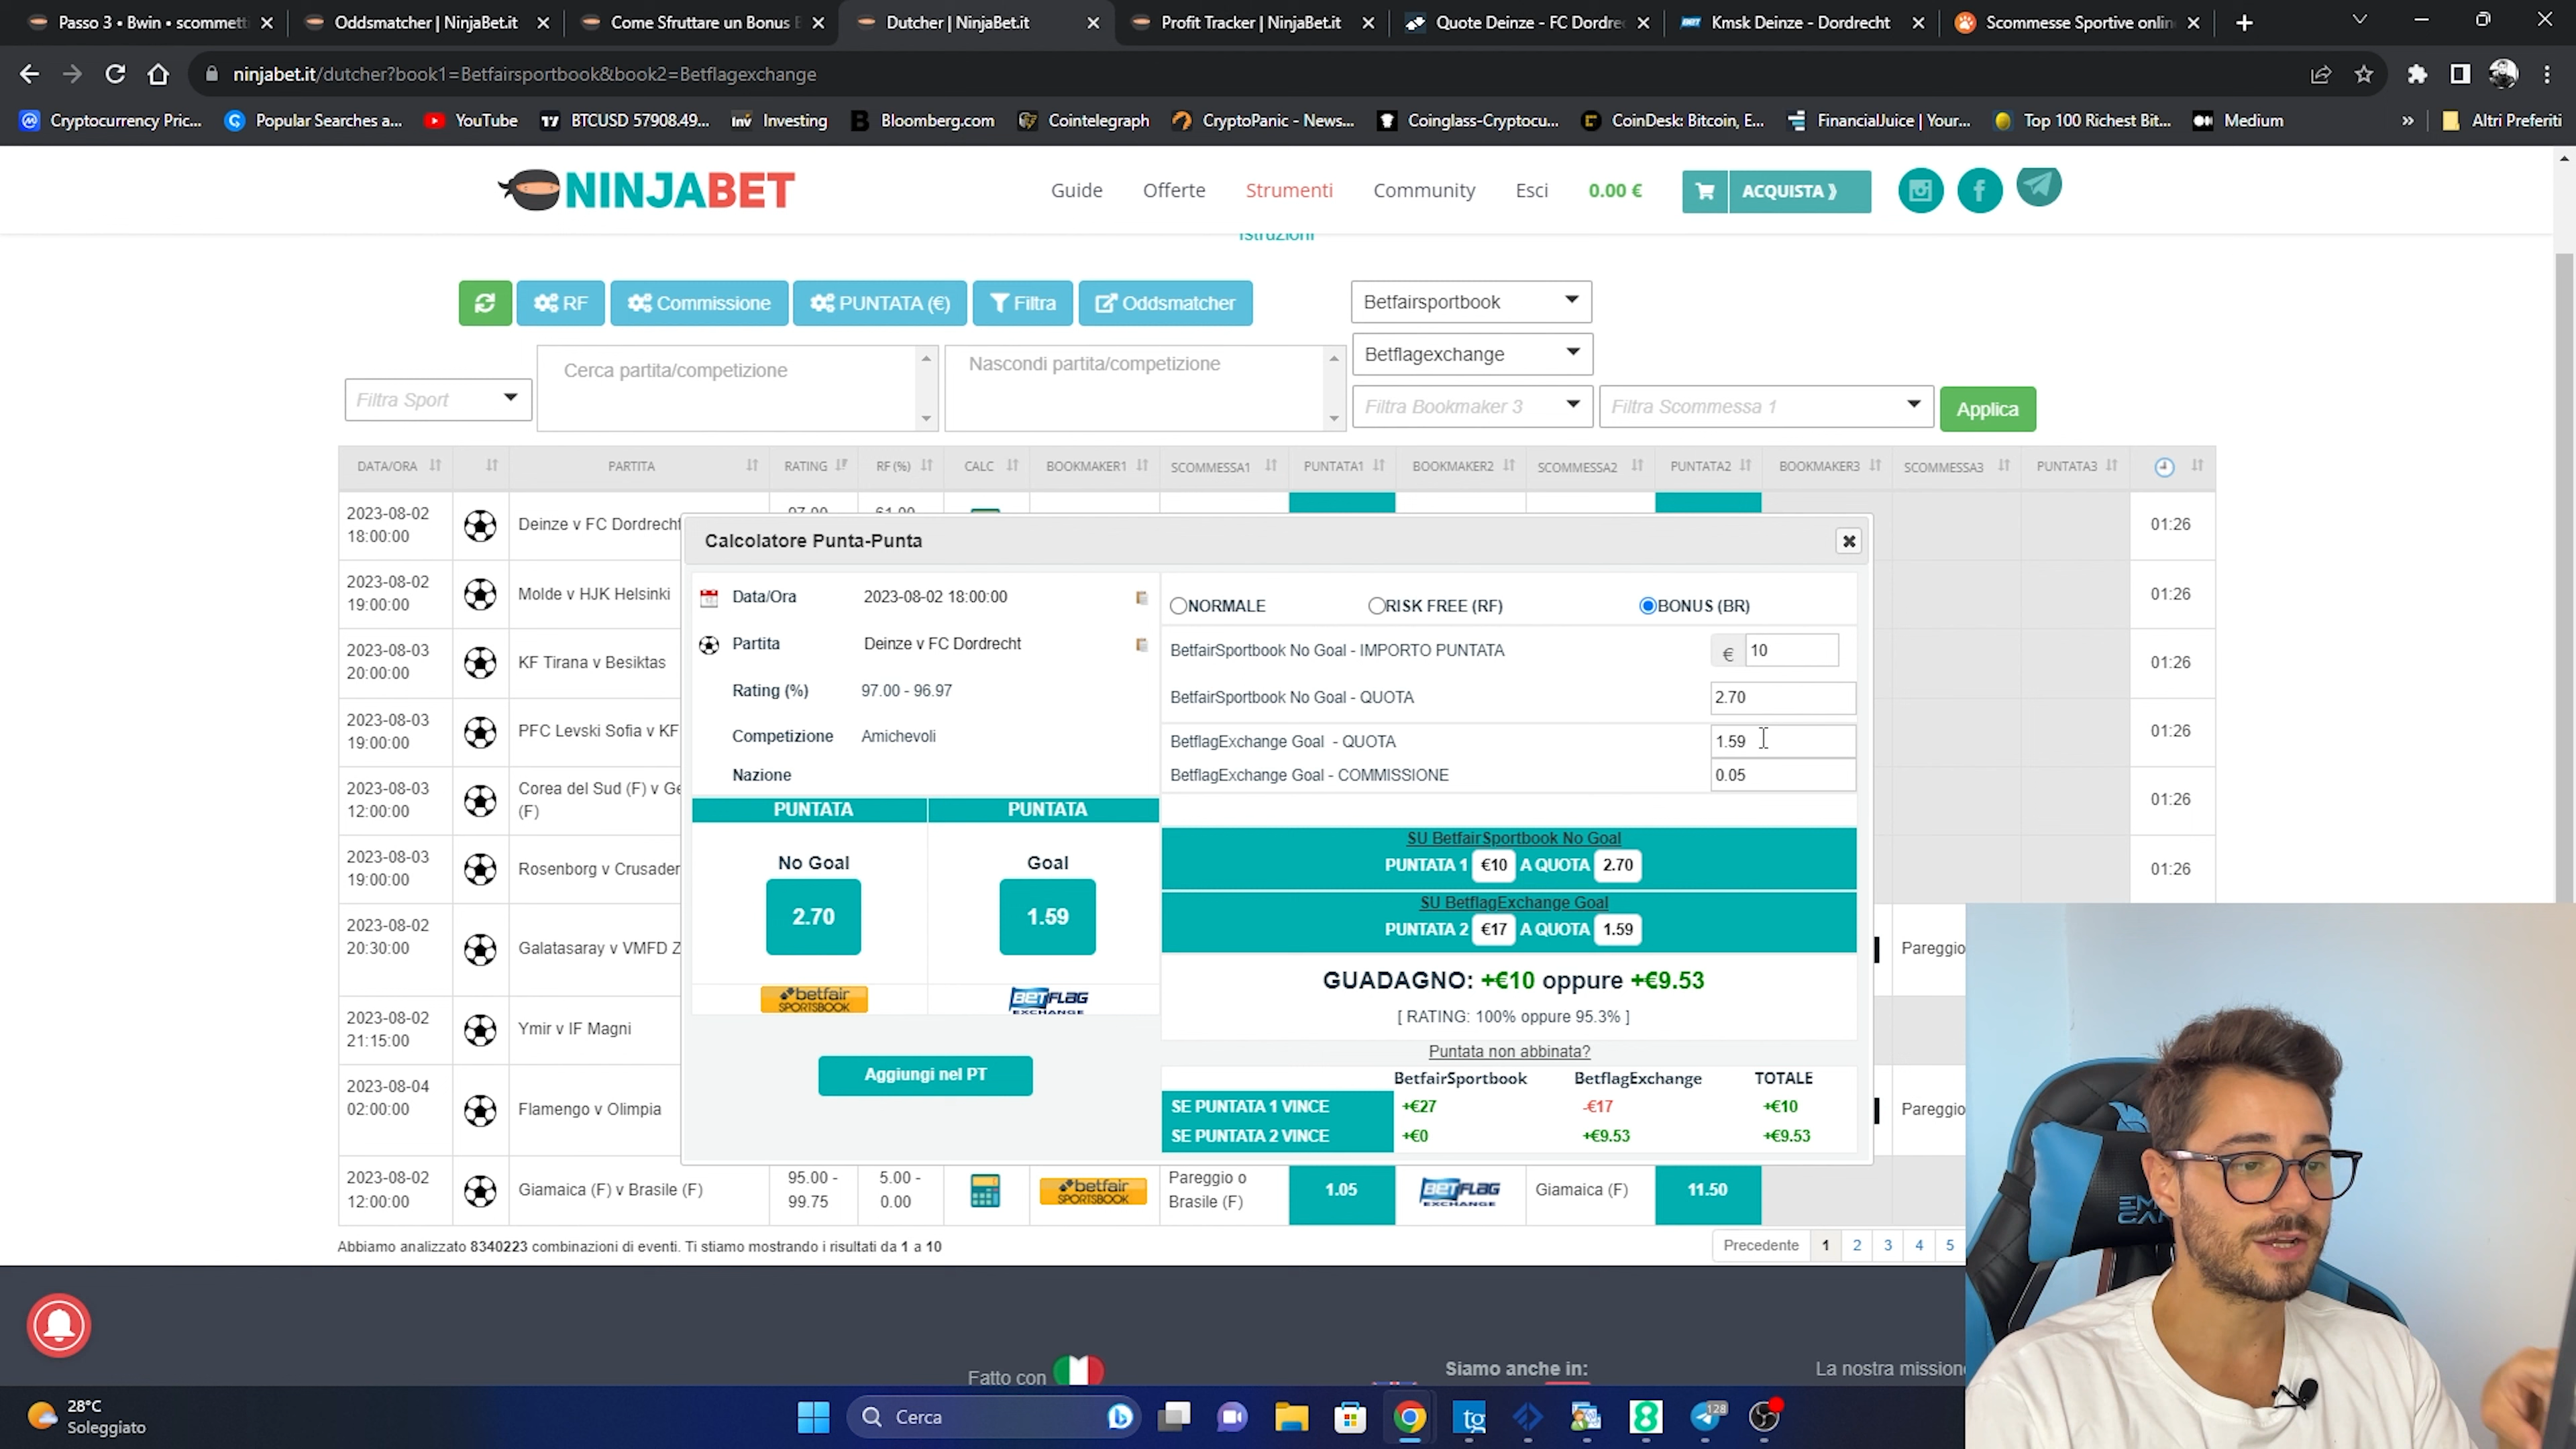 Passo 3 • Bwin • scommett
Oddsmatcher | NinjaBet.it
Come Sfruttare un Bonus B
Dutcher | NinjaBet.it
Profit Tracker | NinjaBet.it
Quote Deinze - FC Dordre
Kmsk Deinze - Dordrecht
Scommesse Sportive onlin
ninjabet.it/dutcher?book1=Betfairsportbook&book2=Betflagexchange
Cryptocurrency Pric...
Popular Searches a...
YouTube
BTCUSD 57908.49...
Inv Investing
Bloomberg.com
Cointelegraph
CryptoPanic - News...
Coinglass-Cryptocu...
CoinDesk: Bitcoin, E...
FinancialJuice | Your...
Top 100 Richest Bit...
Medium
»
Altri Preferiti
NINJABET
Guide
Offerte
Strumenti
Community
Esci
0.00 €
ACQUISTA ⟩
Istruzioni
RF
Commissione
PUNTATA (€)
Filtra
Oddsmatcher
Betfairsportbook
Betflagexchange
Filtra Sport
Cerca partita/competizione
Nascondi partita/competizione
Filtra Bookmaker 3
Filtra Scommessa 1
Applica
DATA/ORA PARTITA RATING RF (%) CALC BOOKMAKER1 SCOMMESSA1 PUNTATA1 BOOKMAKER2 SCOMMESSA2 PUNTATA2 BOOKMAKER3 SCOMMESSA3 PUNTATA3
2023-08-02
18:00:00
Deinze v FC Dordrecht
97.00 61.00
01:26
2023-08-02
19:00:00
Molde v HJK Helsinki
01:26
2023-08-03
20:00:00
KF Tirana v Besiktas
01:26
2023-08-03
19:00:00
PFC Levski Sofia v KF
01:26
2023-08-03
12:00:00
Corea del Sud (F) v Ge
(F)
01:26
2023-08-03
19:00:00
Rosenborg v Crusader
01:26
2023-08-02
20:30:00
Galatasaray v VMFD Z
Pareggio
2023-08-02
21:15:00
Ymir v IF Magni
2023-08-04
02:00:00
Flamengo v Olimpia
Pareggio
2023-08-02
12:00:00
Giamaica (F) v Brasile (F)
95.00 -
99.75
5.00 -
0.00
betfair
SPORTSBOOK
Pareggio o
Brasile (F)
1.05
BETFLAG
EXCHANGE
Giamaica (F)
11.50
Calcolatore Punta-Punta
Data/Ora 2023-08-02 18:00:00
Partita Deinze v FC Dordrecht
Rating (%) 97.00 - 96.97
Competizione Amichevoli
Nazione
PUNTATA PUNTATA
No Goal Goal
2.70 1.59
betfair
SPORTSBOOK
BETFLAG
EXCHANGE
Aggiungi nel PT
NORMALE RISK FREE (RF) BONUS (BR)
BetfairSportbook No Goal - IMPORTO PUNTATA € 10
BetfairSportbook No Goal - QUOTA 2.70
BetflagExchange Goal - QUOTA 1.59
BetflagExchange Goal - COMMISSIONE 0.05
SU BetfairSportbook No Goal
PUNTATA 1 €10 A QUOTA 2.70
SU BetflagExchange Goal
PUNTATA 2 €17 A QUOTA 1.59
GUADAGNO: +€10 oppure +€9.53
[ RATING: 100% oppure 95.3% ]
Puntata non abbinata?
BetfairSportbook BetflagExchange TOTALE
SE PUNTATA 1 VINCE +€27 -€17 +€10
SE PUNTATA 2 VINCE +€0 +€9.53 +€9.53
Abbiamo analizzato 8340223 combinazioni di eventi. Ti stiamo mostrando i risultati da 1 a 10
Precedente 1 2 3 4 5
Fatto con
Siamo anche in:
La nostra missione
28°C
Soleggiato
Cerca
tg
8
128